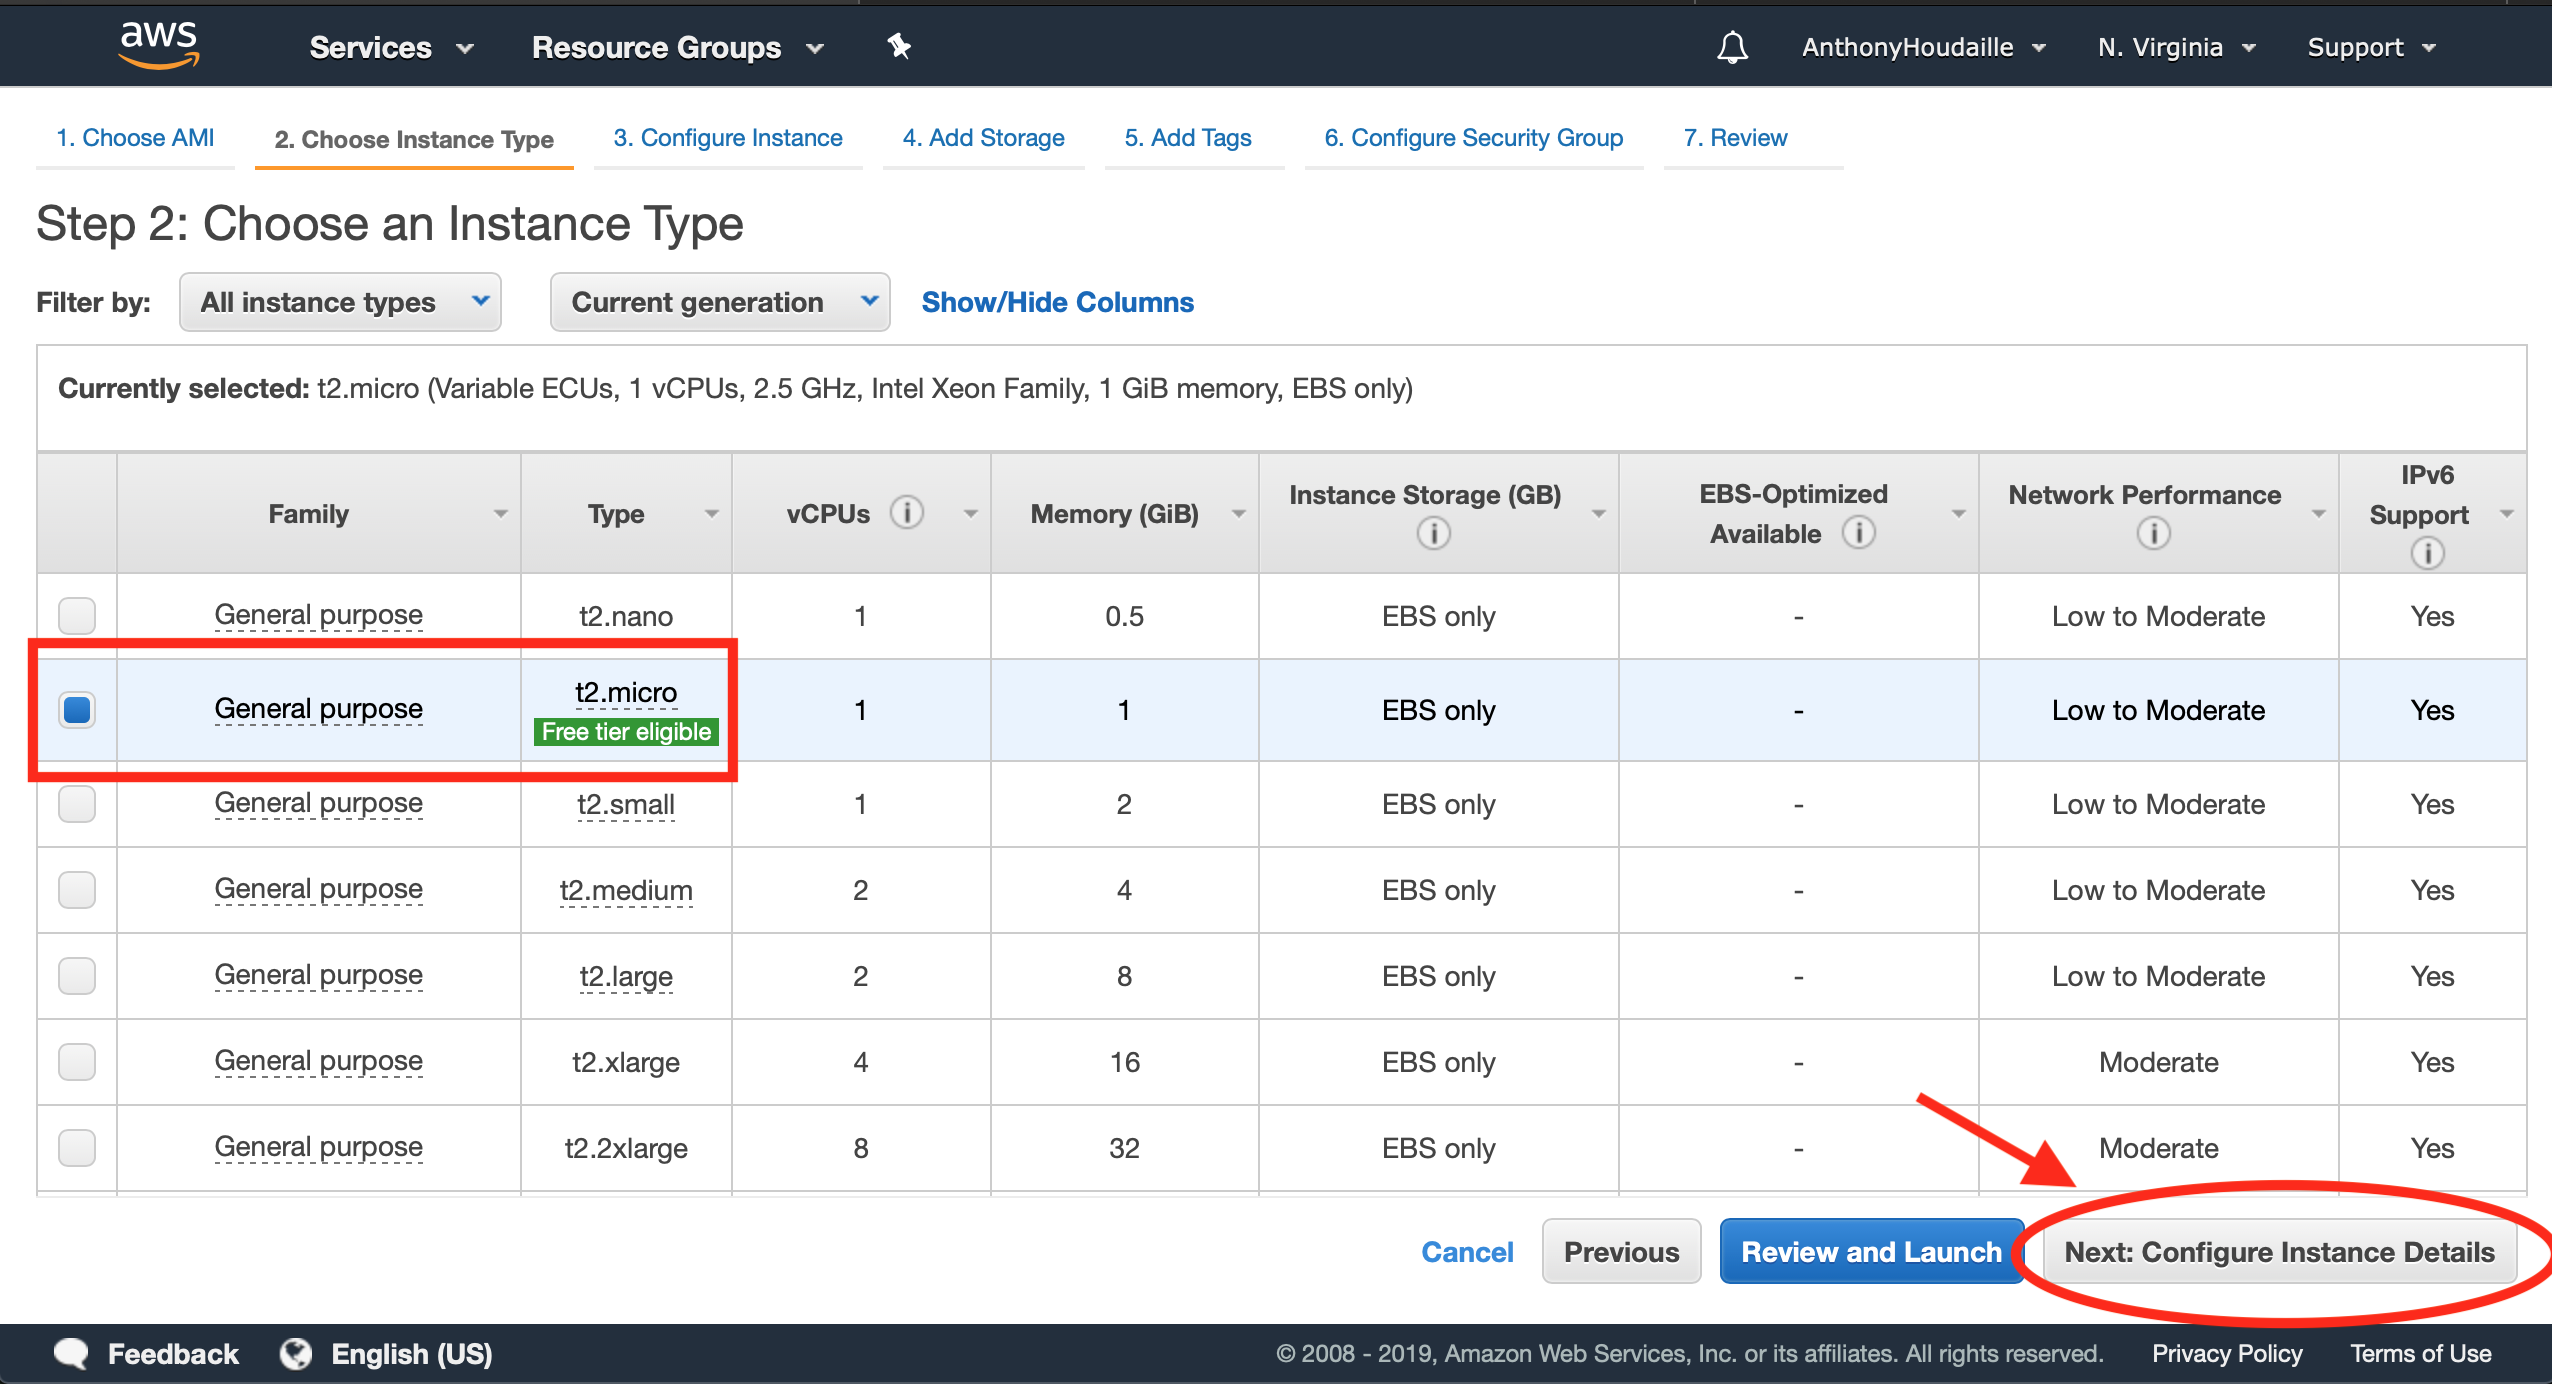 aws Services Resource Groups AnthonyHoudaille N. Virginia Support
1. Choose AMI 2. Choose Instance Type 3. Configure Instance 4. Add Storage 5. Add Tags 6. Configure Security Group 7. Review
Step 2: Choose an Instance Type
Filter by: All instance types Current generation Show/Hide Columns
Currently selected: t2.micro (Variable ECUs, 1 vCPUs, 2.5 GHz, Intel Xeon Family, 1 GiB memory, EBS only)
Family Type vCPUs i Memory (GiB) Instance Storage (GB) i EBS-Optimized Available i Network Performance i IPv6 Support i
General purpose t2.nano 1 0.5 EBS only - Low to Moderate Yes
General purpose t2.micro Free tier eligible 1 1 EBS only - Low to Moderate Yes
General purpose t2.small 1 2 EBS only - Low to Moderate Yes
General purpose t2.medium 2 4 EBS only - Low to Moderate Yes
General purpose t2.large 2 8 EBS only - Low to Moderate Yes
General purpose t2.xlarge 4 16 EBS only - Moderate Yes
General purpose t2.2xlarge 8 32 EBS only - Moderate Yes
Cancel Previous Review and Launch Next: Configure Instance Details
Feedback English (US) © 2008 - 2019, Amazon Web Services, Inc. or its affiliates. All rights reserved. Privacy Policy Terms of Use